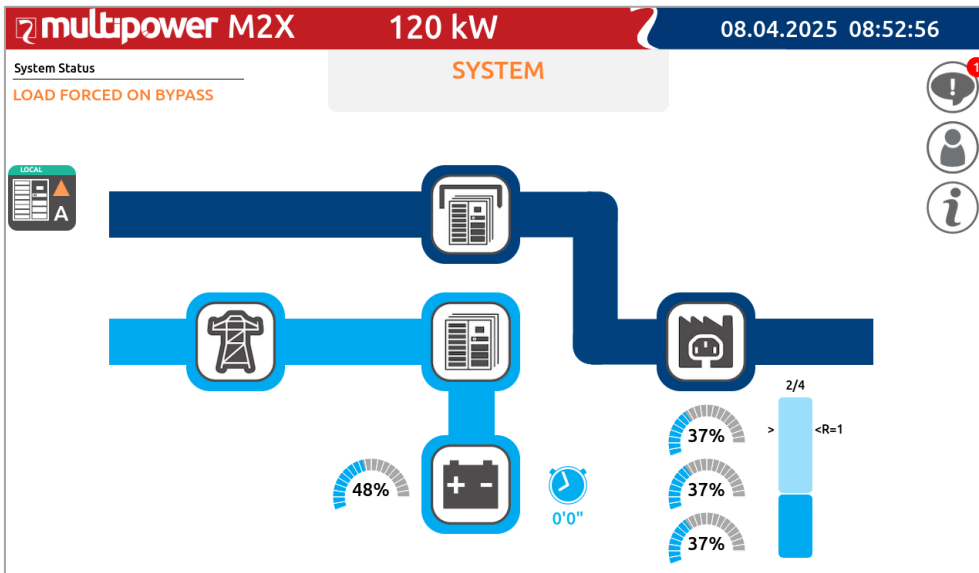 multipower M2X 120 kW 08.04.2025 08:52:56
System Status
SYSTEM
LOAD FORCED ON BYPASS
1
LOCAL
A
2/4
37%
> <R=1
48%
+ -
37%
0'0"
37%